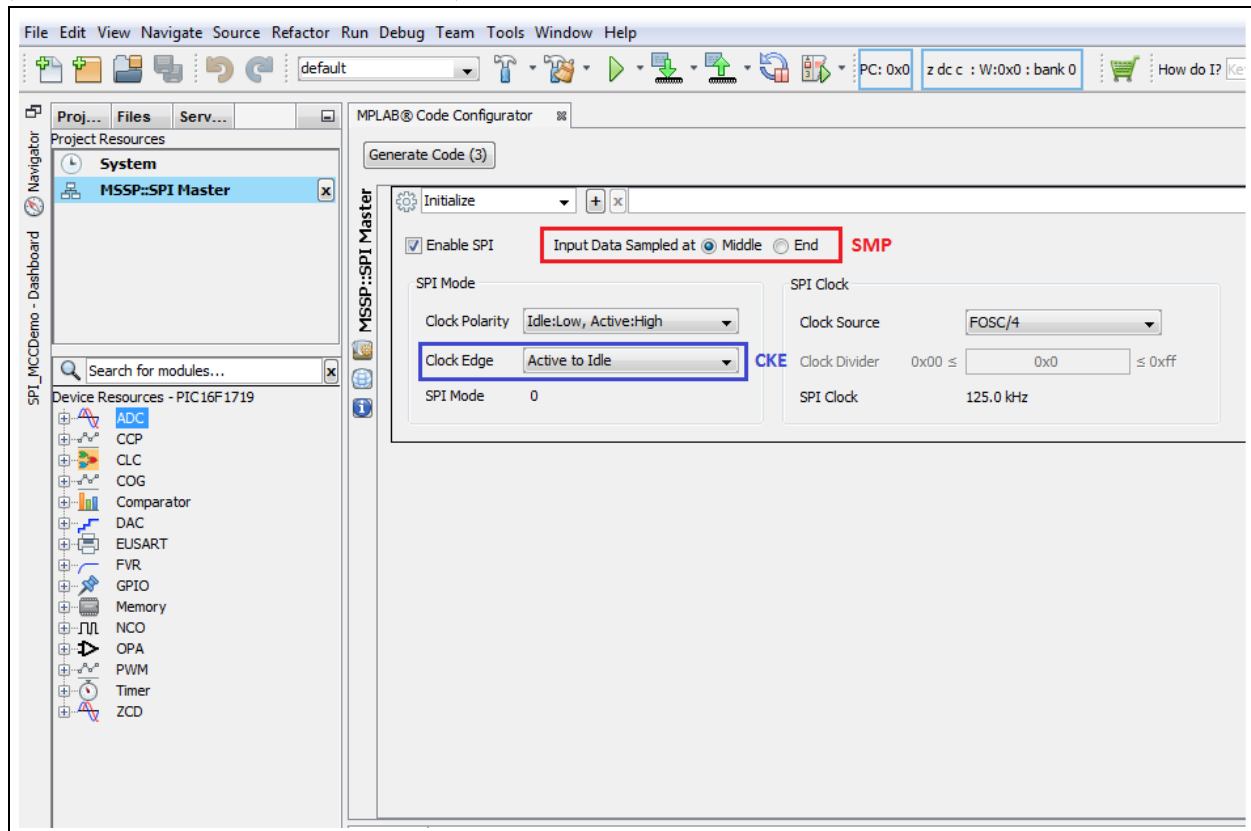 File Edit View Navigate Source Refactor Run Debug Team Tools Window Help
default
PC: 0x0
z dc c : W:0x0 : bank 0
How do I?
Proj... Files Serv...
Project Resources
System
MSSP::SPI Master
Navigator
SPI_MCCDemo - Dashboard
Search for modules...
Device Resources - PIC16F1719
ADC
CCP
CLC
COG
Comparator
DAC
EUSART
FVR
GPIO
Memory
NCO
OPA
PWM
Timer
ZCD
MPLAB® Code Configurator
Generate Code (3)
MSSP::SPI Master
Initialize
Enable SPI Input Data Sampled at Middle End SMP
SPI Mode
Clock Polarity Idle:Low, Active:High
Clock Edge Active to Idle CKE
SPI Mode 0
SPI Clock
Clock Source FOSC/4
Clock Divider 0x00 ≤ 0x0 ≤ 0xff
SPI Clock 125.0 kHz